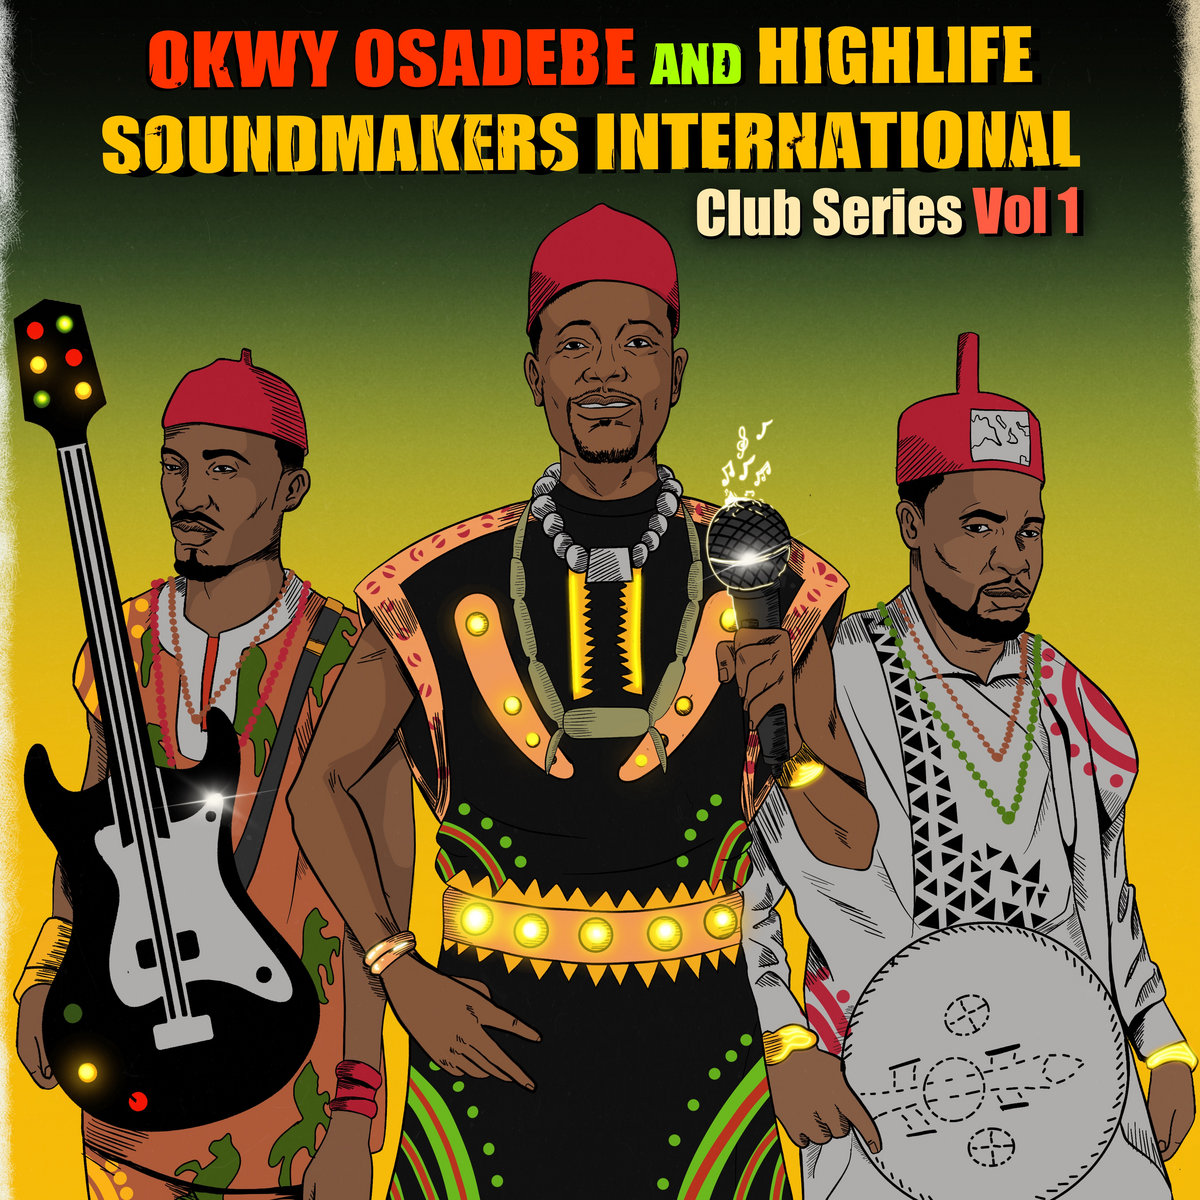 OKWY OSADEBE AND HIGHLIFE
SOUNDMAKERS INTERNATIONAL
Club Series Vol 1